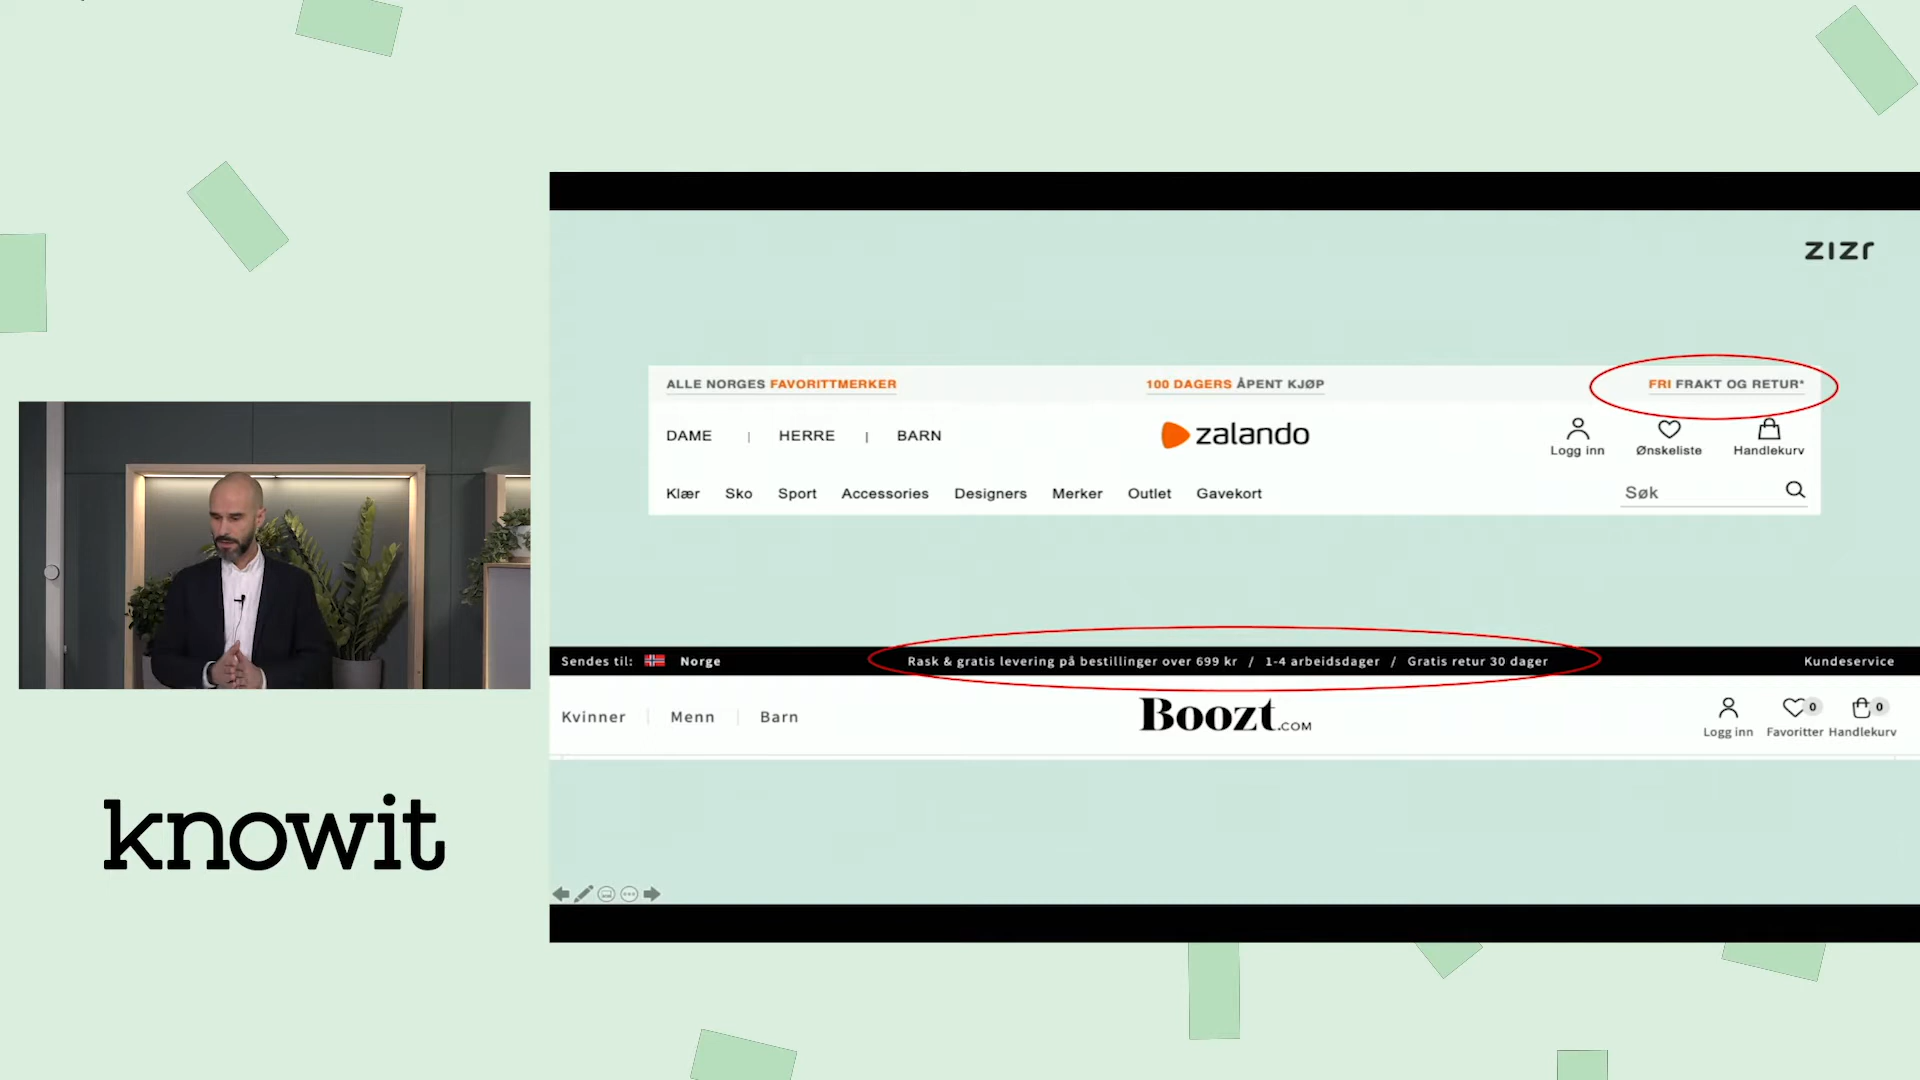 zizr
ALLE NORGES FAVORITTMERKER
100 DAGERS ÅPENT KJØP
FRI FRAKT OG RETUR*
DAME | HERRE | BARN
zalando
Logg inn
Ønskeliste
Handlekurv
Klær Sko Sport Accessories Designers Merker Outlet Gavekort
Søk
Sendes til: Norge
Rask & gratis levering på bestillinger over 699 kr / 1-4 arbeidsdager / Gratis retur 30 dager
Kundeservice
Kvinner Menn Barn
Boozt.COM
0
0
Logg inn Favoritter Handlekurv
knowit